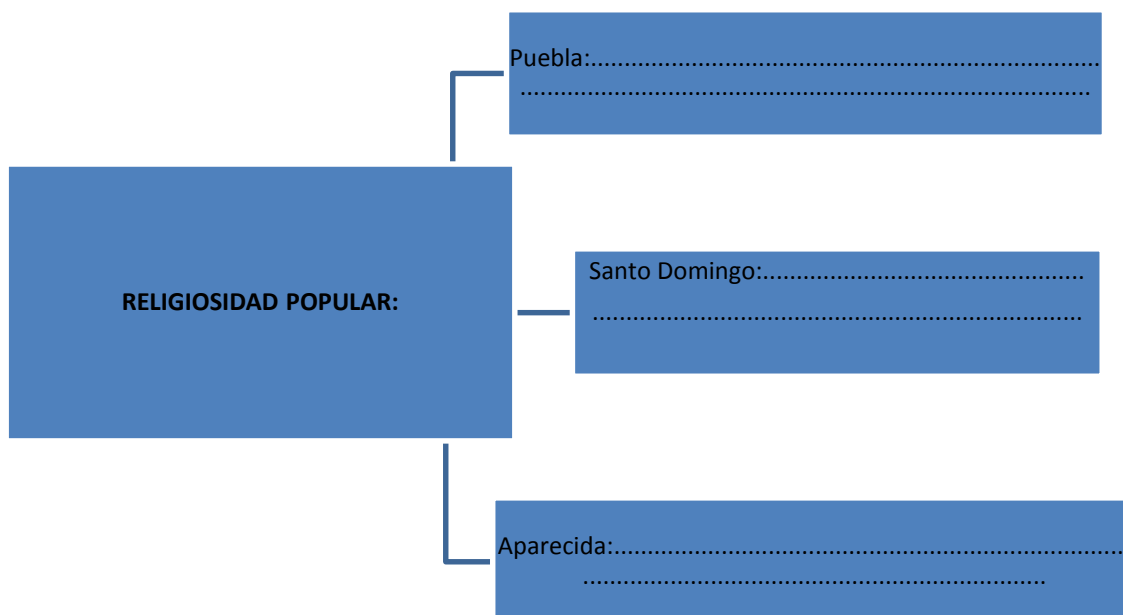 Puebla:............................................................................
.....................................................................................
RELIGIOSIDAD POPULAR:
Santo Domingo:................................................
.........................................................................
Aparecida:............................................................................
.....................................................................